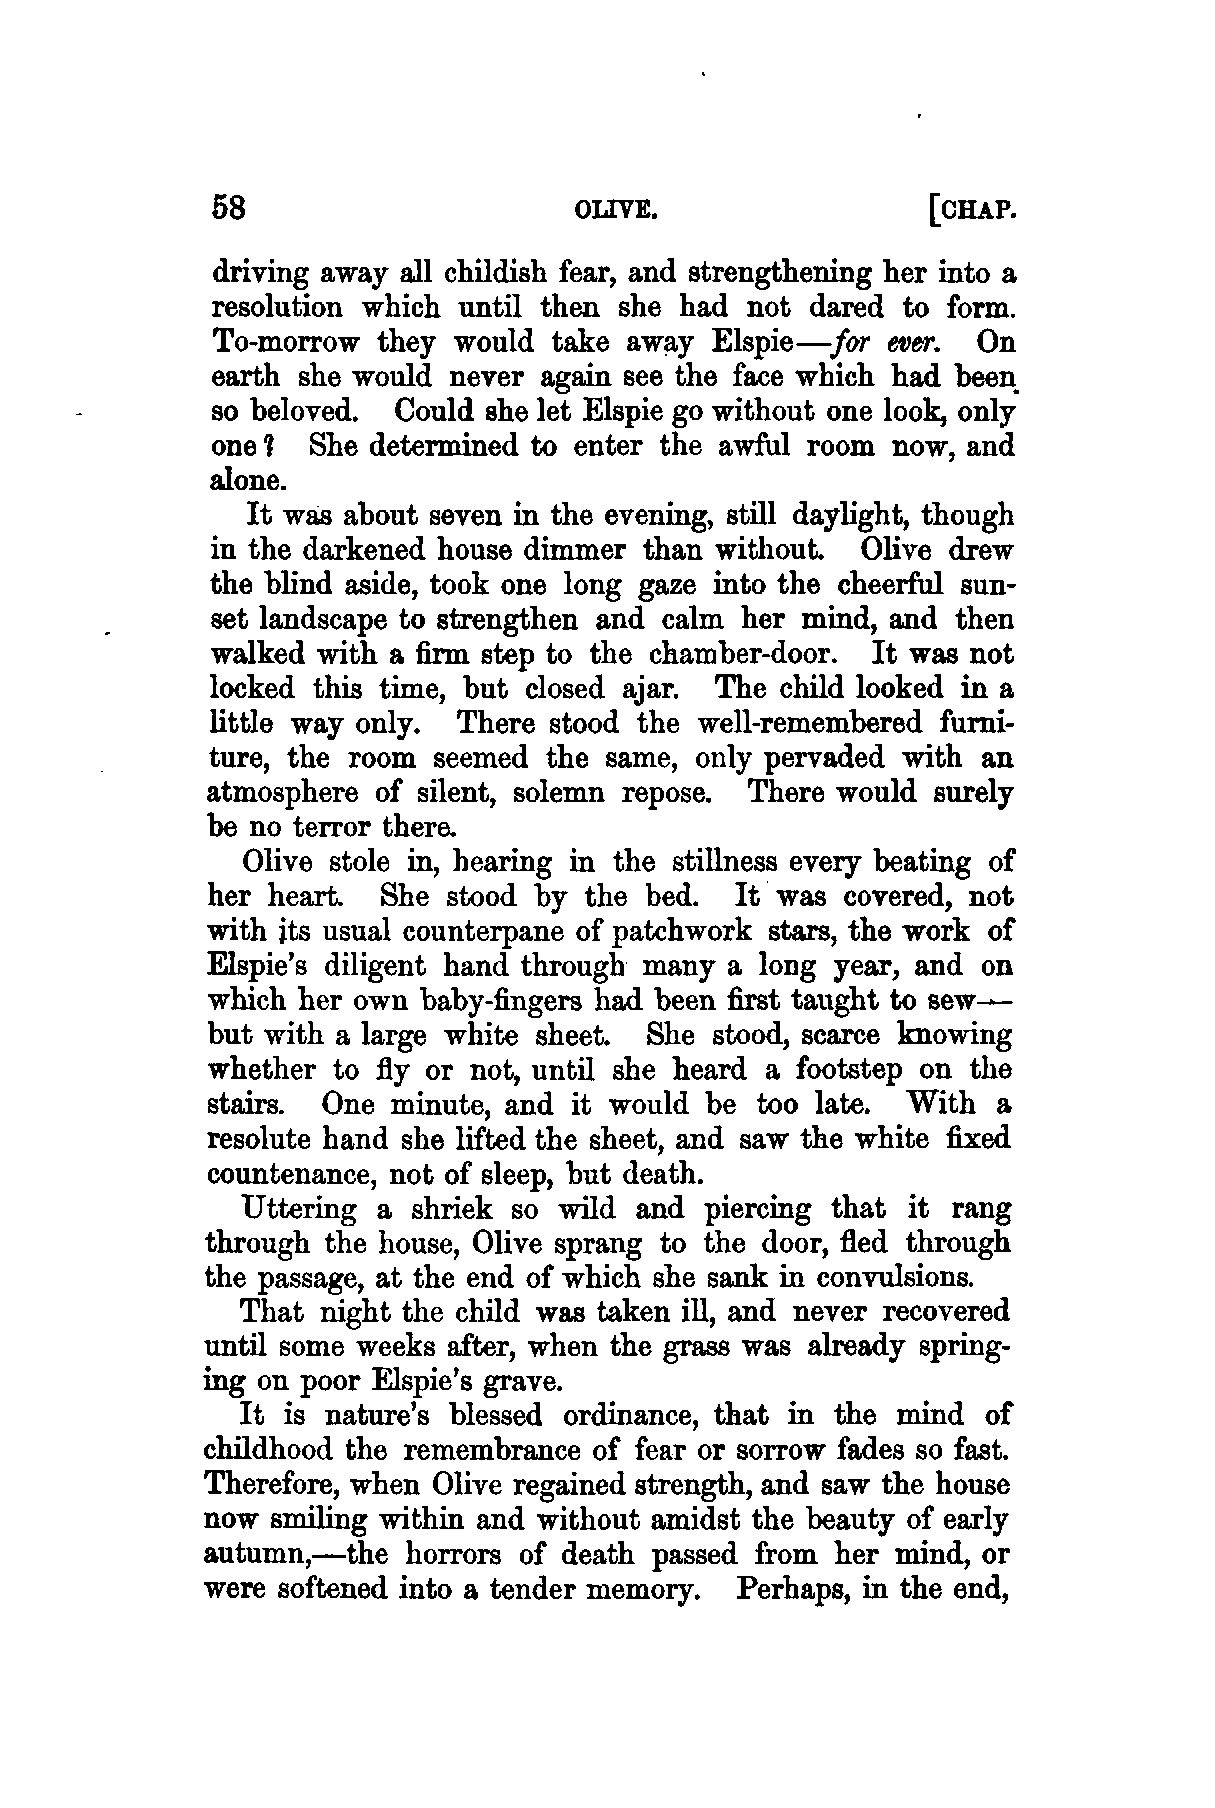 58 OLIVE. [CHAP.
driving away all childish fear, and strengthening her into a
resolution which until then she had not dared to form.
To-morrow they would take away Elspie—for ever. On
earth she would never again see the face which had been
so beloved. Could she let Elspie go without one look, only
one? She determined to enter the awful room now, and
alone.
It was about seven in the evening, still daylight, though
in the darkened house dimmer than without. Olive drew
the blind aside, took one long gaze into the cheerful sun-
set landscape to strengthen and calm her mind, and then
walked with a firm step to the chamber-door. It was not
locked this time, but closed ajar. The child looked in a
little way only. There stood the well-remembered furni-
ture, the room seemed the same, only pervaded with an
atmosphere of silent, solemn repose. There would surely
be no terror there.
Olive stole in, hearing in the stillness every beating of
her heart. She stood by the bed. It was covered, not
with its usual counterpane of patchwork stars, the work of
Elspie's diligent hand through many a long year, and on
which her own baby-fingers had been first taught to sew—
but with a large white sheet. She stood, scarce knowing
whether to fly or not, until she heard a footstep on the
stairs. One minute, and it would be too late. With a
resolute hand she lifted the sheet, and saw the white fixed
countenance, not of sleep, but death.
Uttering a shriek so wild and piercing that it rang
through the house, Olive sprang to the door, fled through
the passage, at the end of which she sank in convulsions.
That night the child was taken ill, and never recovered
until some weeks after, when the grass was already spring-
ing on poor Elspie's grave.
It is nature's blessed ordinance, that in the mind of
childhood the remembrance of fear or sorrow fades so fast.
Therefore, when Olive regained strength, and saw the house
now smiling within and without amidst the beauty of early
autumn,—the horrors of death passed from her mind, or
were softened into a tender memory. Perhaps, in the end,